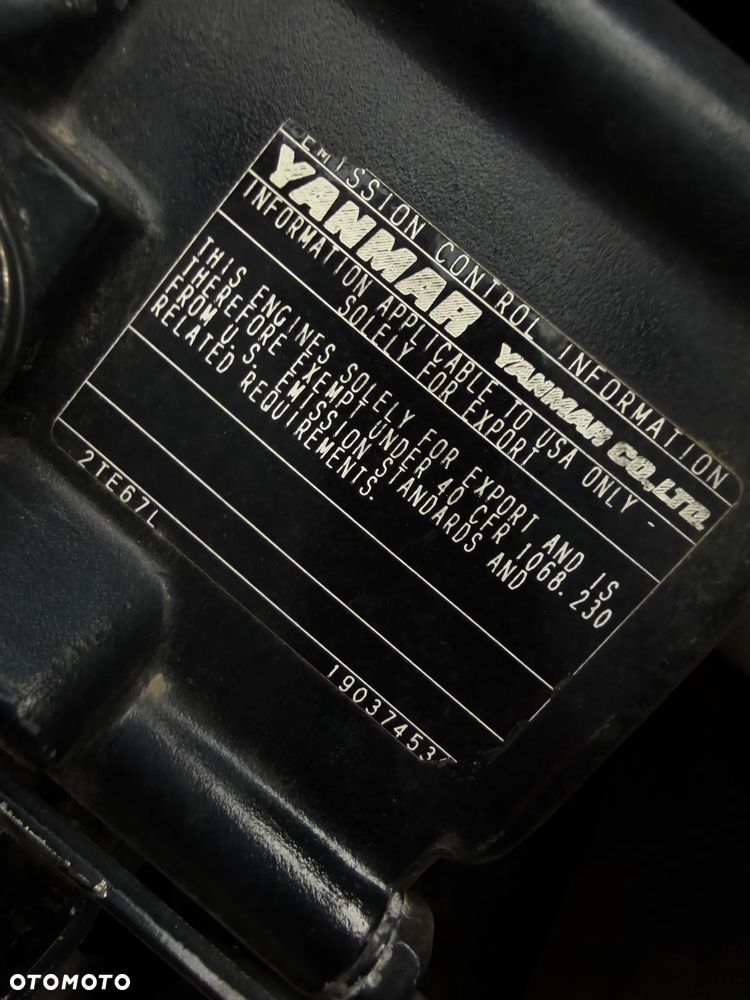 EMISSION CONTROL INFORMATION
YANMAR YANMAR CO.,LTD.
INFORMATION APPLICABLE TO USA ONLY -
SOLELY FOR EXPORT
THIS ENGINES SOLELY FOR EXPORT AND IS
THEREFORE EXEMPT UNDER 40 CFR 1068.230
FROM U.S. EMISSION STANDARDS AND
RELATED REQUIREMENTS.
2TE67L
OTOMOTO